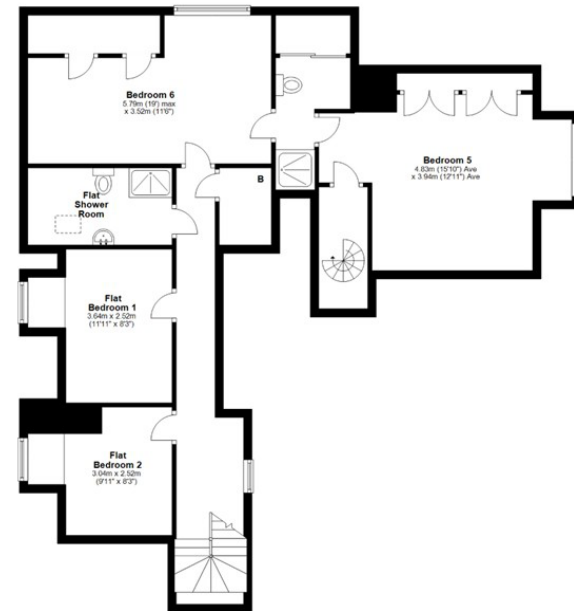 Bedroom 6
5.79m (19') max
x 3.52m (11'6")
Bedroom 5
4.83m (15'10") Ave
x 3.94m (12'11") Ave
B
Flat
Shower
Room
Flat
Bedroom 1
3.64m x 2.52m
(11'11" x 8'3")
Flat
Bedroom 2
3.04m x 2.52m
(9'11" x 8'3")